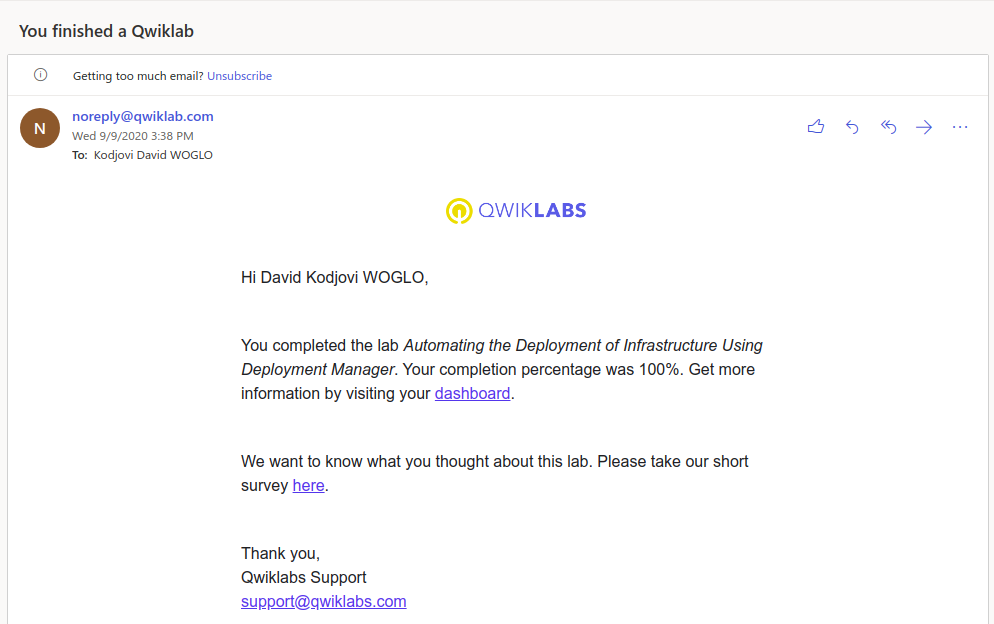 You finished a Qwiklab
Getting too much email? Unsubscribe
N
noreply@qwiklab.com
Wed 9/9/2020 3:38 PM
To: Kodjovi David WOGLO
QWIKLABS
Hi David Kodjovi WOGLO,
You completed the lab Automating the Deployment of Infrastructure Using
Deployment Manager. Your completion percentage was 100%. Get more
information by visiting your dashboard.
We want to know what you thought about this lab. Please take our short
survey here.
Thank you,
Qwiklabs Support
support@qwiklabs.com